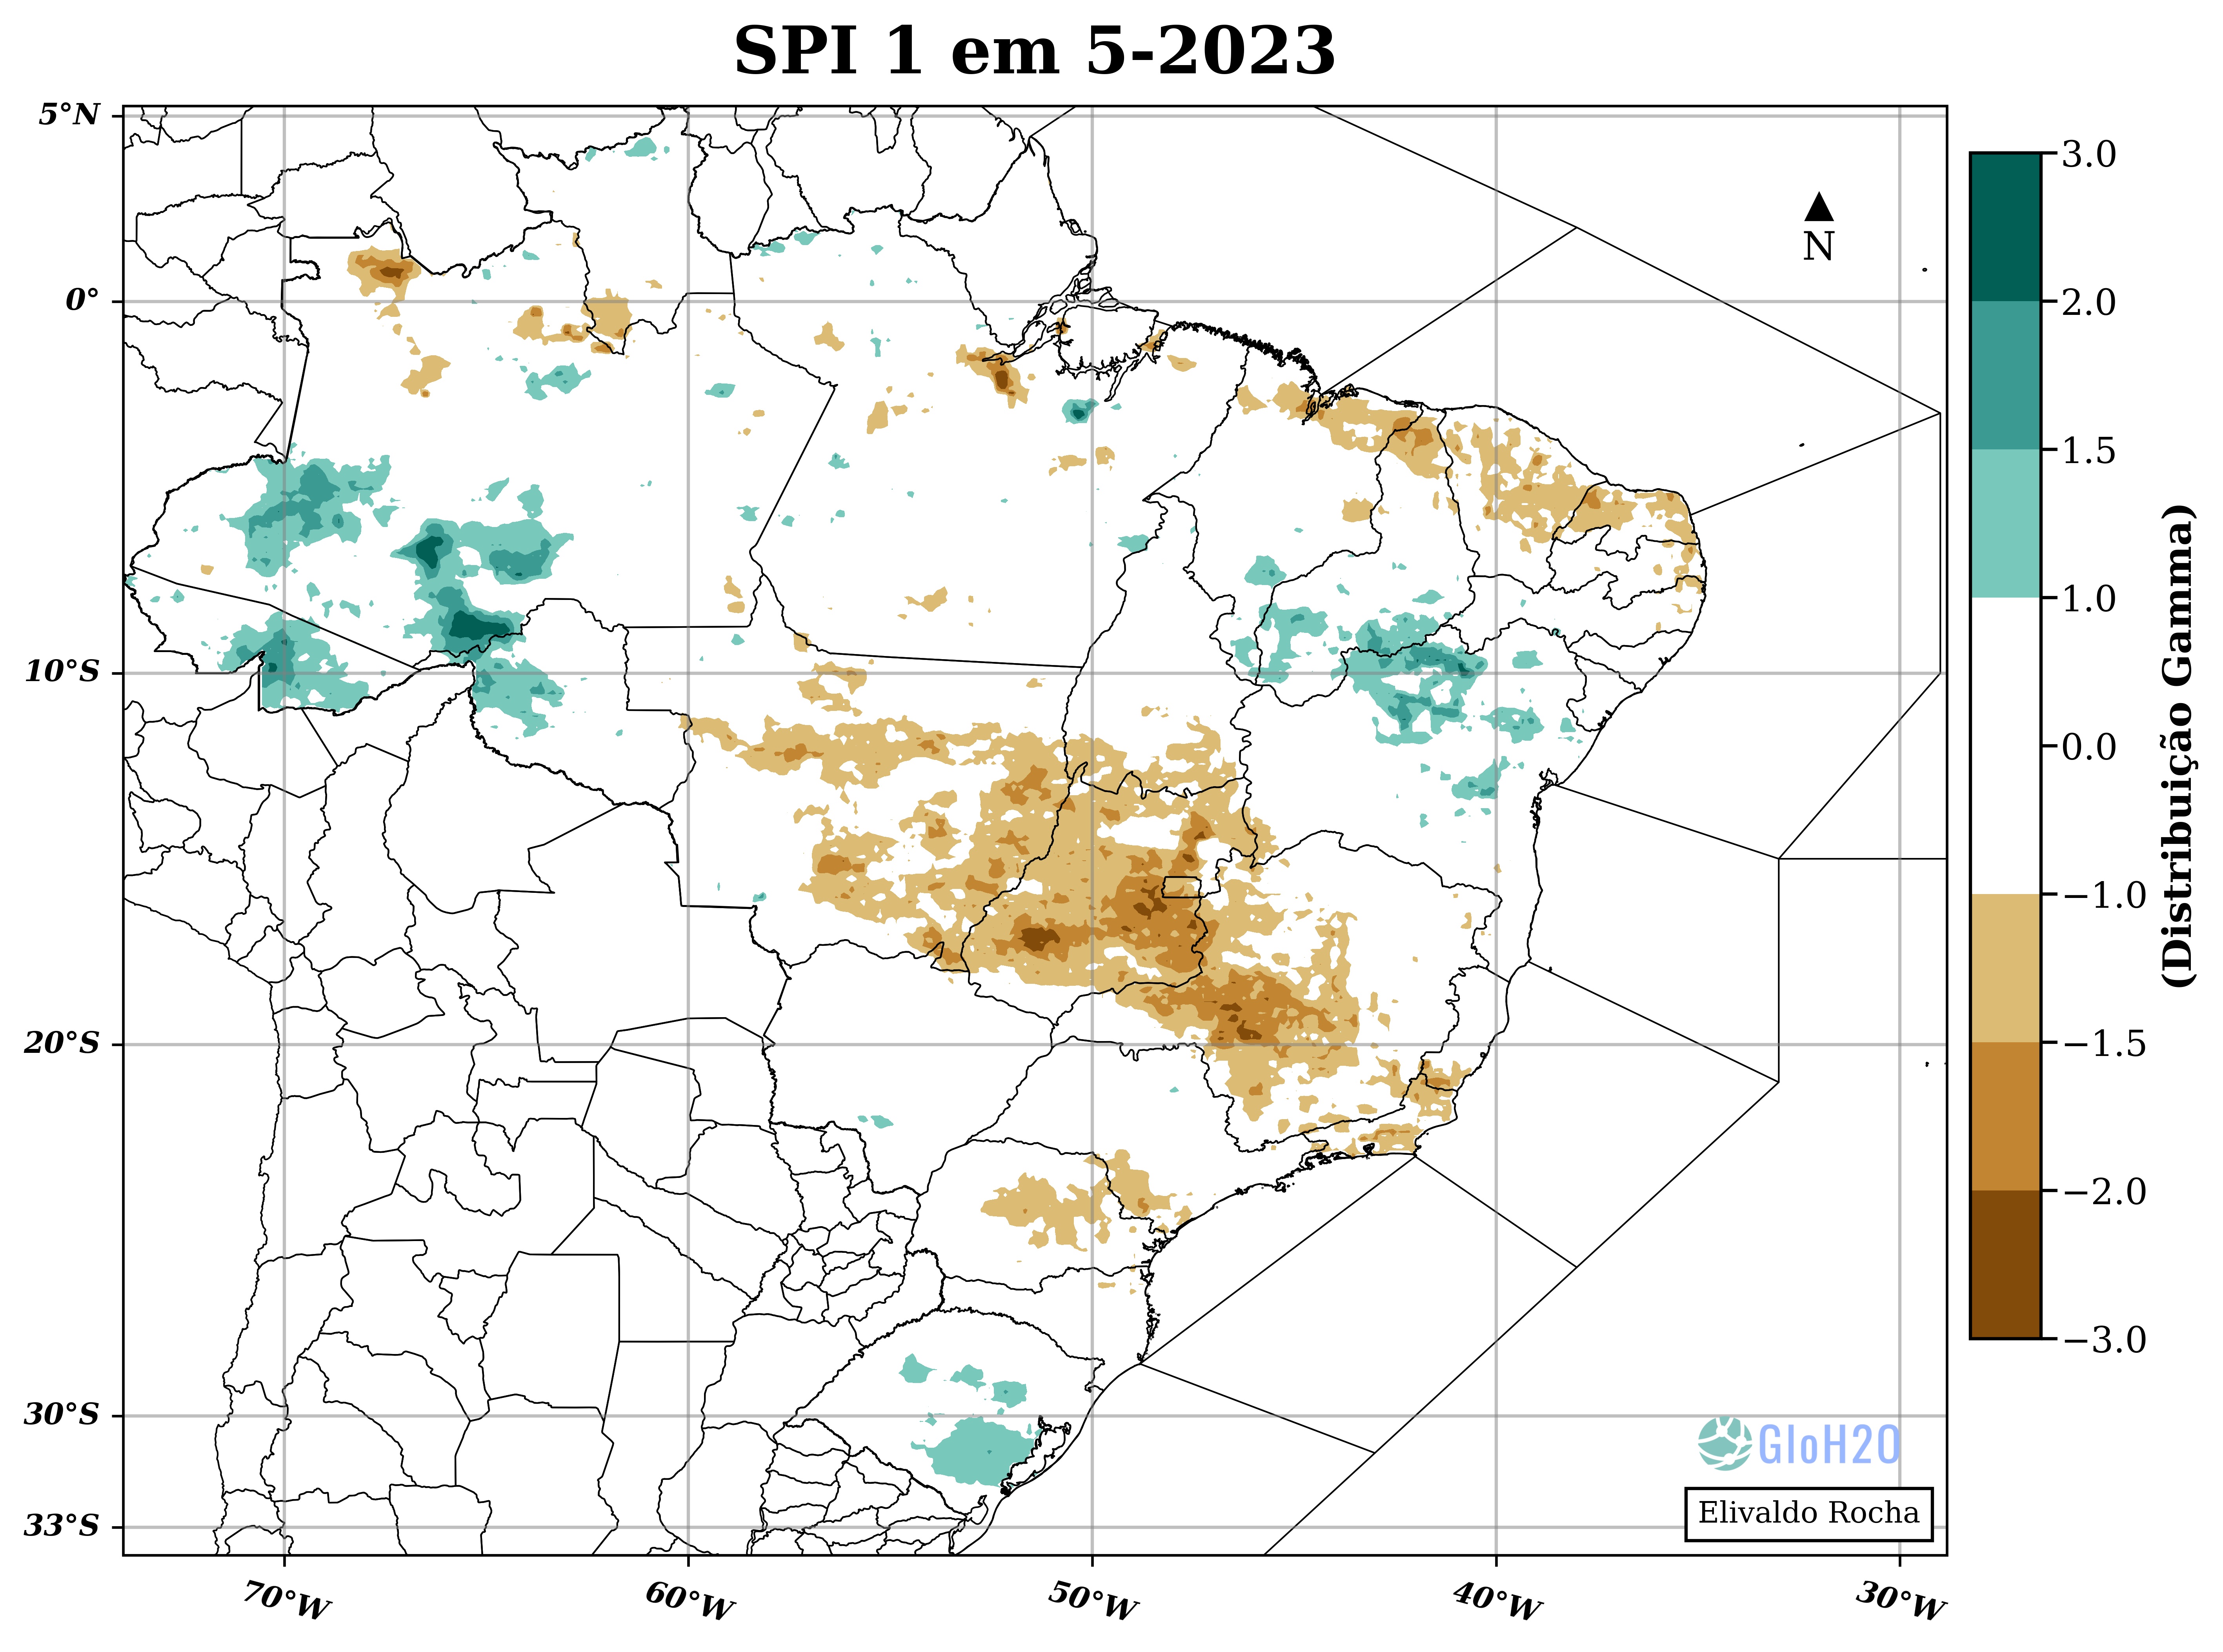 SPI 1 em 5-2023
5°N
0°
10°S
20°S
30°S
33°S
70°W
60°W
50°W
40°W
30°W
N
3.0
2.0
1.5
1.0
0.0
−1.0
−1.5
−2.0
−3.0
(Distribuição Gamma)
GloH2O
Elivaldo Rocha